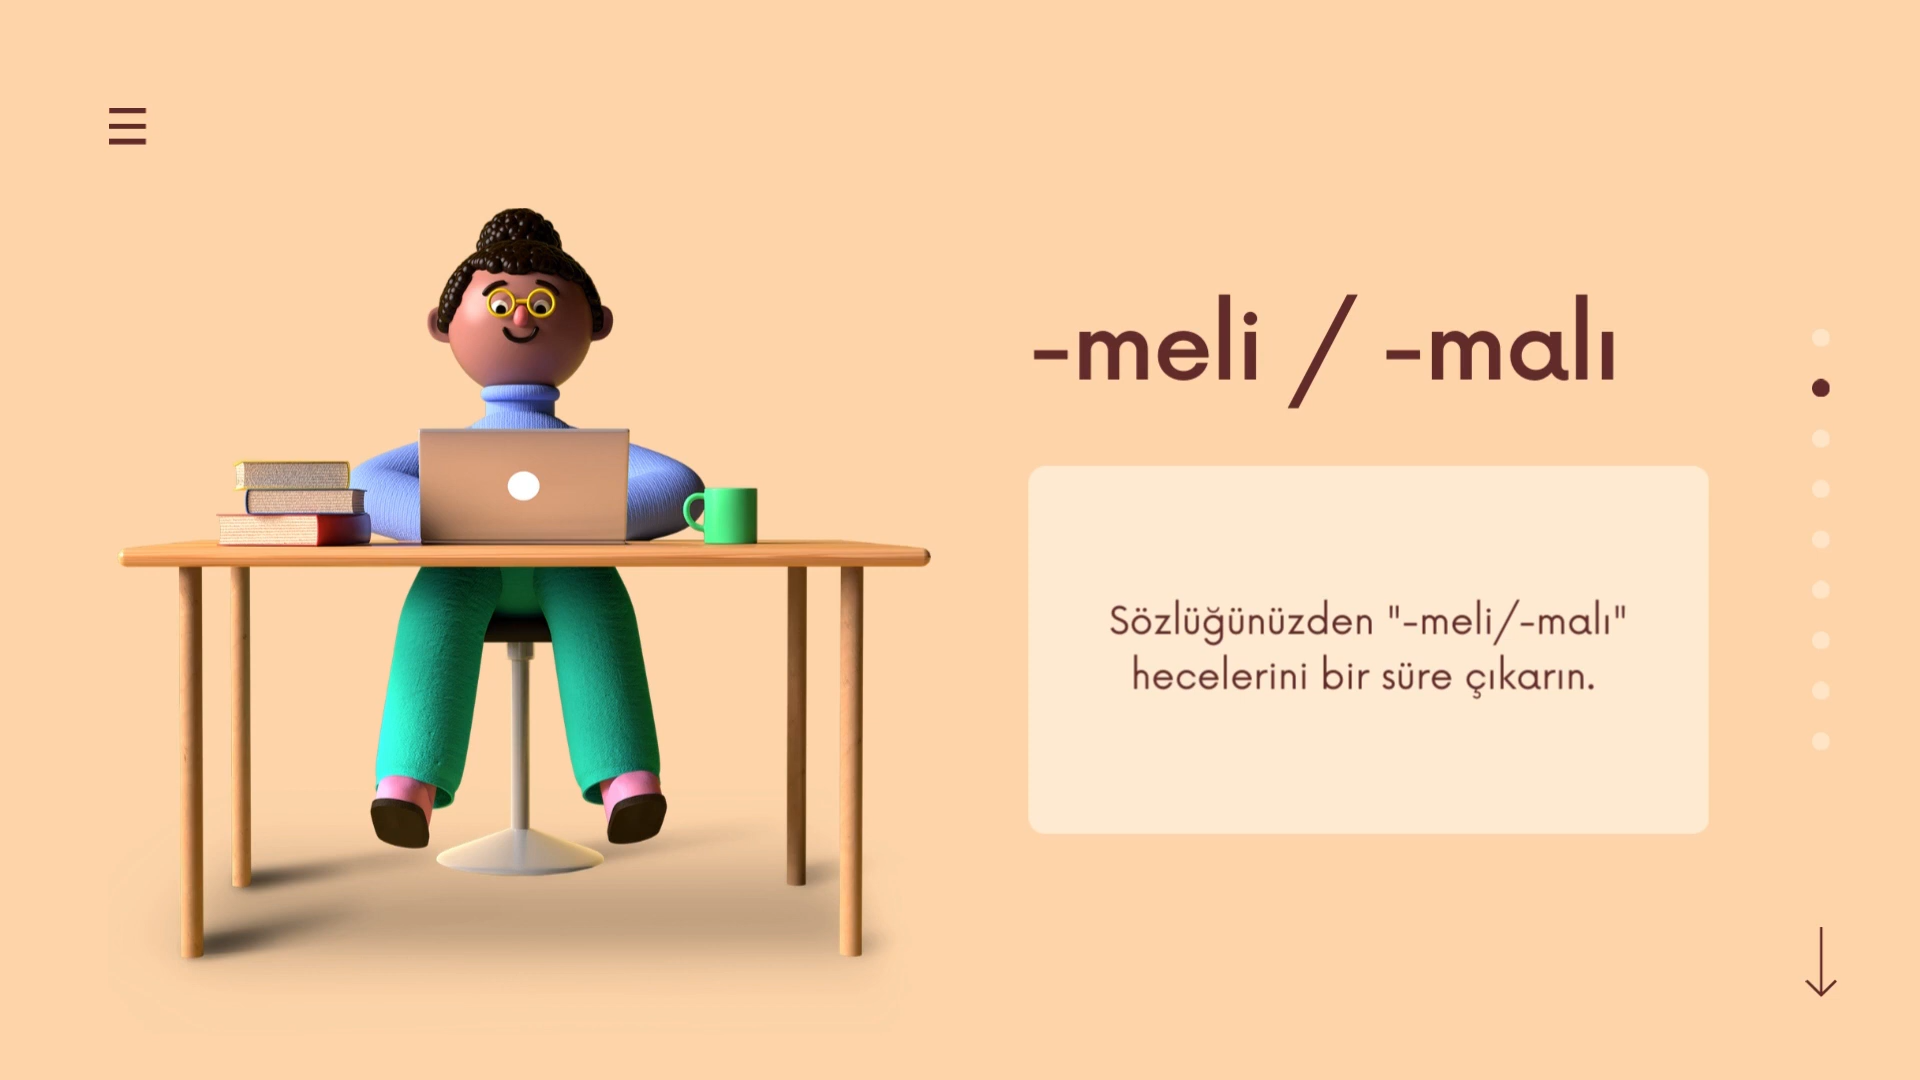 -meli / -malı
Sözlüğünüzden "-meli/-malı"
hecelerini bir süre çıkarın.